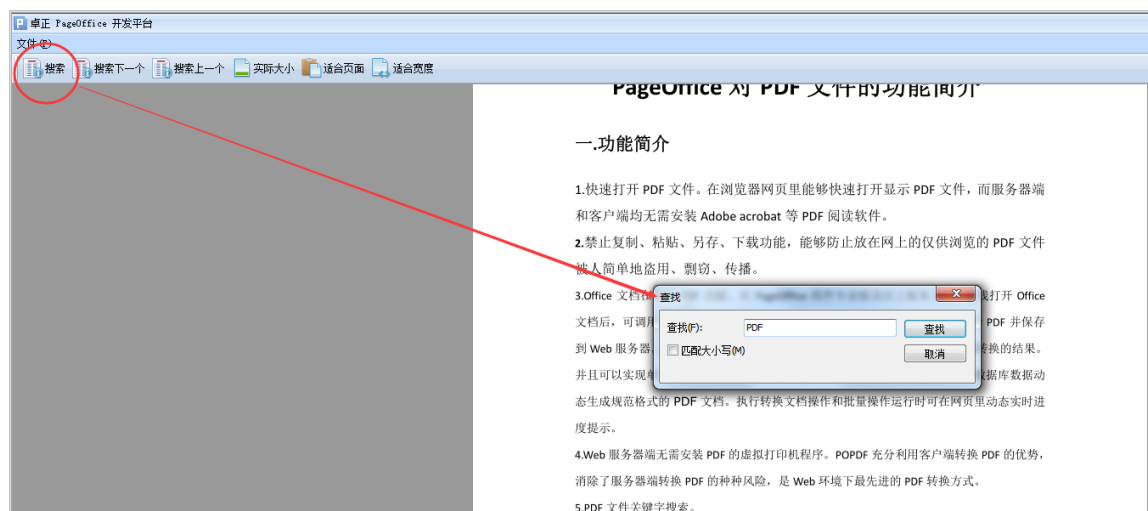 卓正 PageOffice 开发平台
文件(F)
搜索 搜索下一个 搜索上一个 实际大小 适合页面 适合宽度
PageOffice 对 PDF 文件的功能简介
一.功能简介
1.快速打开 PDF 文件。在浏览器网页里能够快速打开显示 PDF 文件，而服务器端
和客户端均无需安装 Adobe acrobat 等 PDF 阅读软件。
2.禁止复制、粘贴、另存、下载功能，能够防止放在网上的仅供浏览的 PDF 文件
被人简单地盗用、剽窃、传播。
3.Office 文档在 线打开 Office
查找
文档后，可调用 PDF 并保存
查找(F): PDF 查找
到 Web 服务器 转换的结果。
匹配大小写(M) 取消
并且可以实现 数据库数据动
态生成规范格式的 PDF 文档。执行转换文档操作和批量操作运行时可在网页里动态实时进
度提示。
4.Web 服务器端无需安装 PDF 的虚拟打印机程序。POPDF 充分利用客户端转换 PDF 的优势，
消除了服务器端转换 PDF 的种种风险，是 Web 环境下最先进的 PDF 转换方式。
5.PDF 文件关键字搜索。